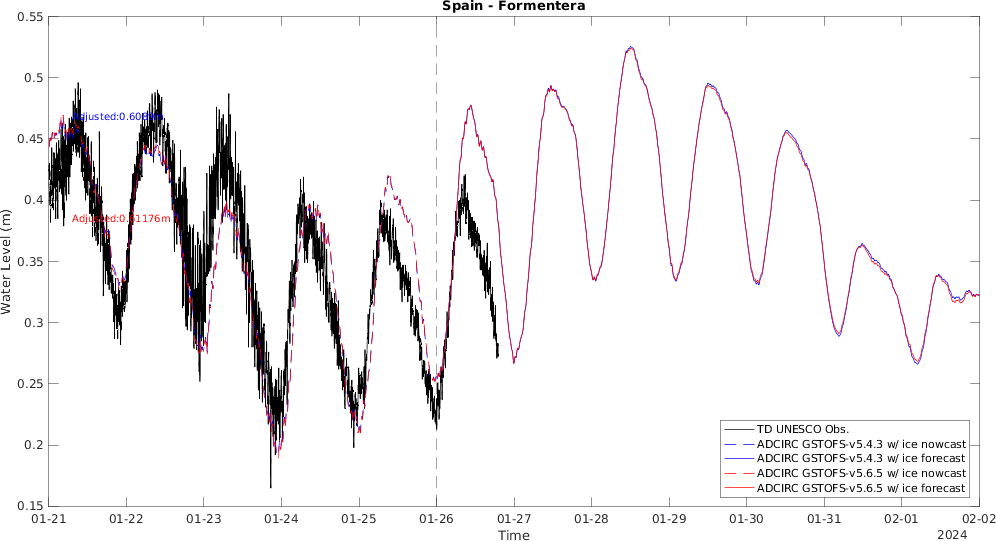 Spain - Formentera
0.55
0.5
0.45
0.4
0.35
0.3
0.25
0.2
0.15
Water Level (m)
Adjusted:0.61176m
TD UNESCO Obs.
ADCIRC GSTOFS-v5.4.3 w/ ice nowcast
ADCIRC GSTOFS-v5.4.3 w/ ice forecast
ADCIRC GSTOFS-v5.6.5 w/ ice nowcast
ADCIRC GSTOFS-v5.6.5 w/ ice forecast
01-21 01-22 01-23 01-24 01-25 01-26 01-27 01-28 01-29 01-30 01-31 02-01 02-02
Time
2024